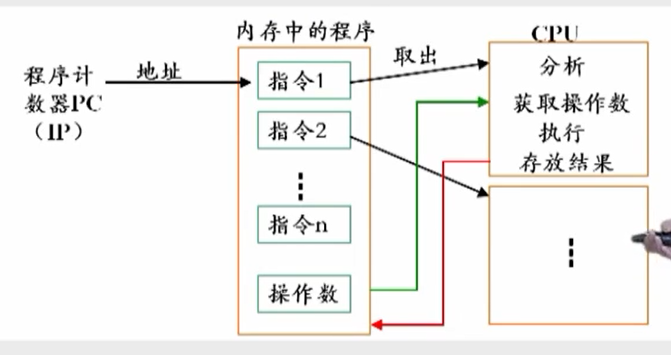 内存中的程序
CPU
程序计
数器PC
（IP）
地址
取出
指令1
指令2
指令n
操作数
分析
获取操作数
执行
存放结果